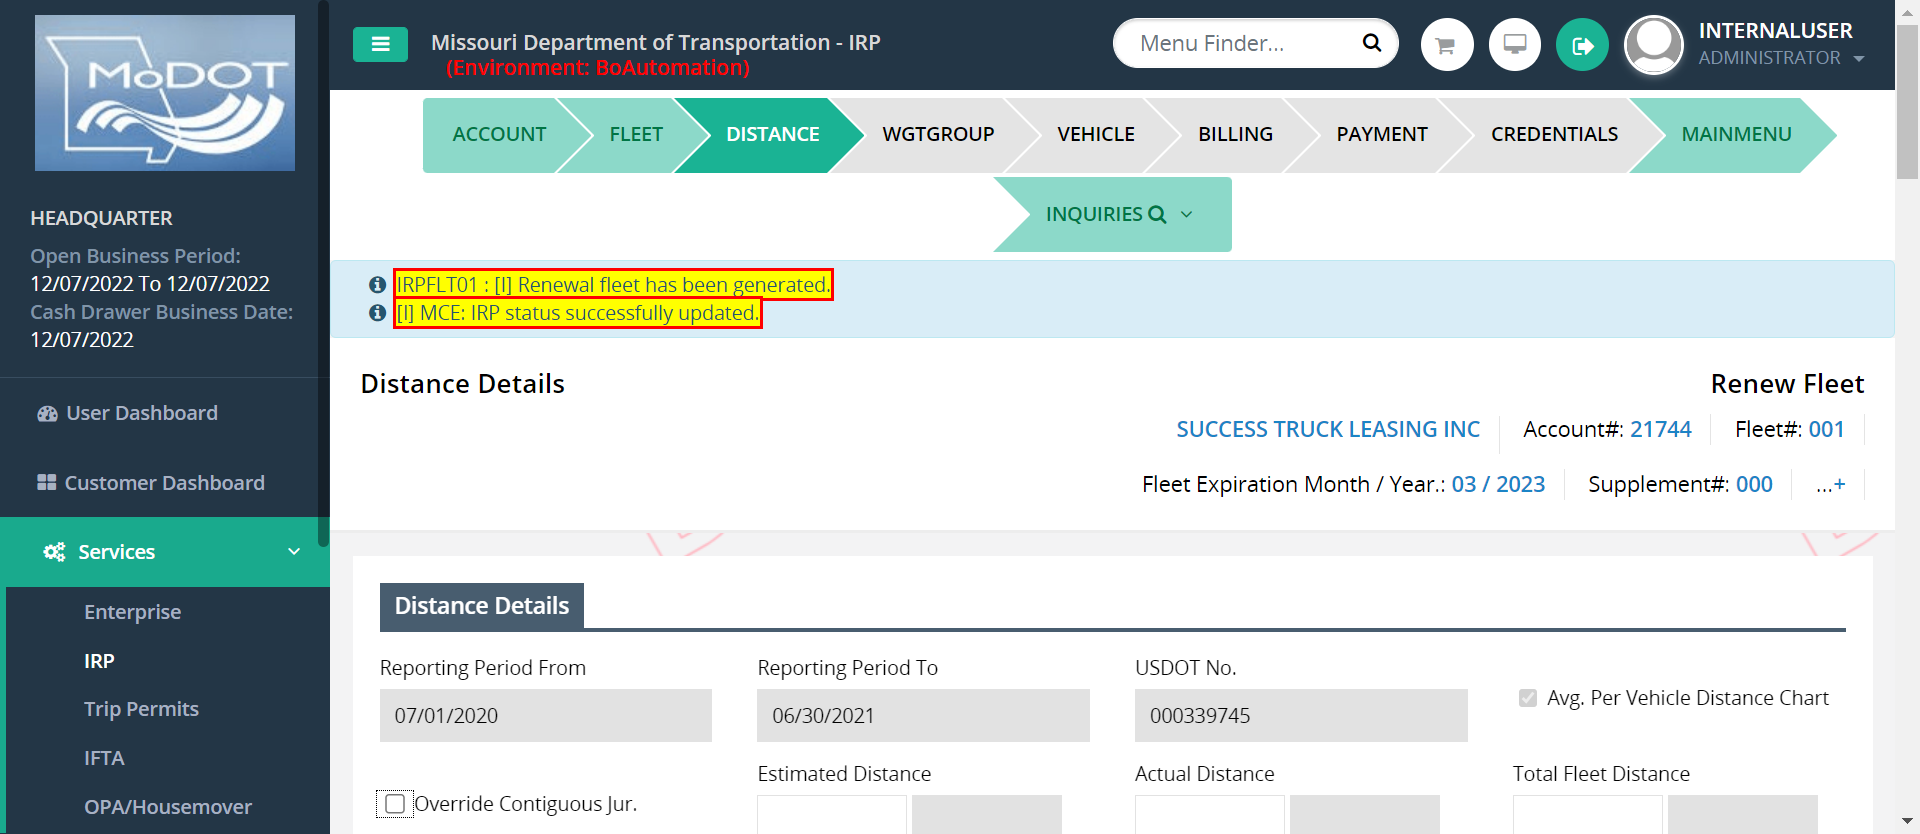 MoDOT
Missouri Department of Transportation - IRP
(Environment: BoAutomation)
Menu Finder...
INTERNALUSER
ADMINISTRATOR
HEADQUARTER
Open Business Period:
12/07/2022 To 12/07/2022
Cash Drawer Business Date:
12/07/2022
User Dashboard
Customer Dashboard
Services
Enterprise
IRP
Trip Permits
IFTA
OPA/Housemover
ACCOUNT FLEET DISTANCE WGTGROUP VEHICLE BILLING PAYMENT CREDENTIALS MAINMENU
INQUIRIES
IRPFLT01 : [I] Renewal fleet has been generated.
[I] MCE: IRP status successfully updated.
Distance Details
Renew Fleet
SUCCESS TRUCK LEASING INC Account#: 21744 Fleet#: 001
Fleet Expiration Month / Year.: 03 / 2023 Supplement#: 000 ...+
Distance Details
Reporting Period From Reporting Period To USDOT No.
07/01/2020 06/30/2021 000339745 Avg. Per Vehicle Distance Chart
Estimated Distance Actual Distance Total Fleet Distance
Override Contiguous Jur.